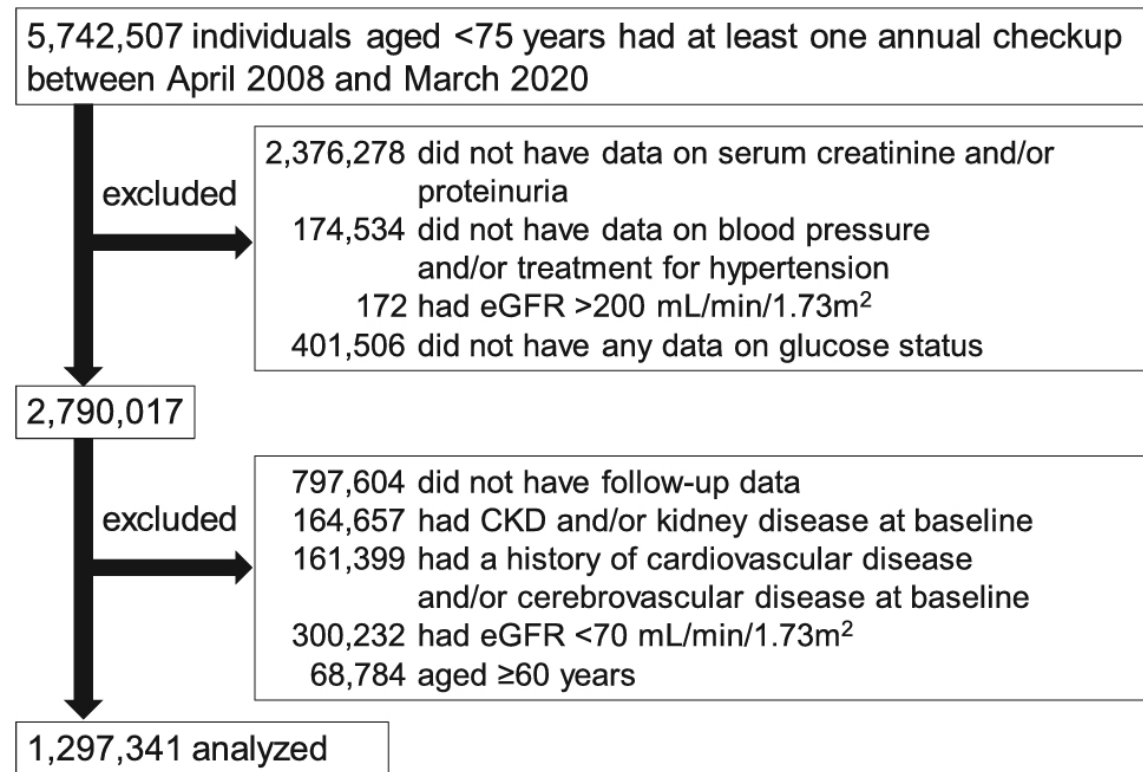 5,742,507 individuals aged <75 years had at least one annual checkup
between April 2008 and March 2020
excluded
2,376,278 did not have data on serum creatinine and/or
proteinuria
174,534 did not have data on blood pressure
and/or treatment for hypertension
172 had eGFR >200 mL/min/1.73m²
401,506 did not have any data on glucose status
2,790,017
excluded
797,604 did not have follow-up data
164,657 had CKD and/or kidney disease at baseline
161,399 had a history of cardiovascular disease
and/or cerebrovascular disease at baseline
300,232 had eGFR <70 mL/min/1.73m²
68,784 aged ≥60 years
1,297,341 analyzed